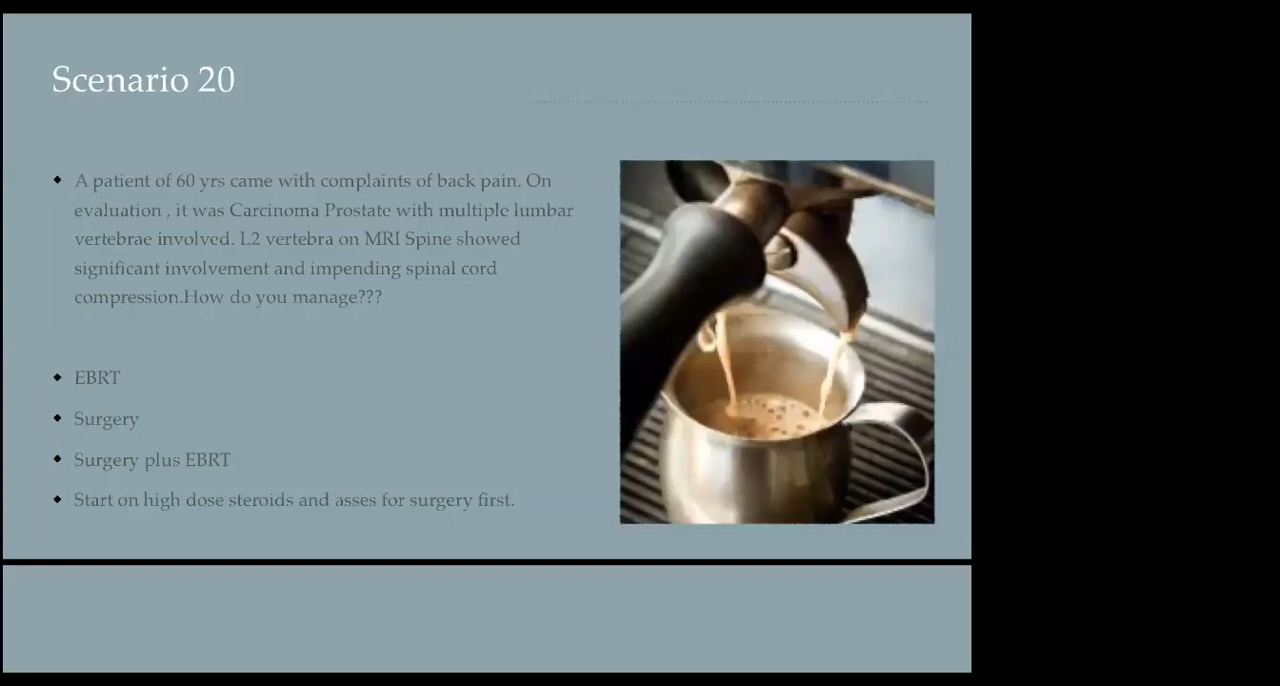 Scenario 20
A patient of 60 yrs came with complaints of back pain. On
evaluation , it was Carcinoma Prostate with multiple lumbar
vertebrae involved. L2 vertebra on MRI Spine showed
significant involvement and impending spinal cord
compression.How do you manage???
EBRT
Surgery
Surgery plus EBRT
Start on high dose steroids and asses for surgery first.